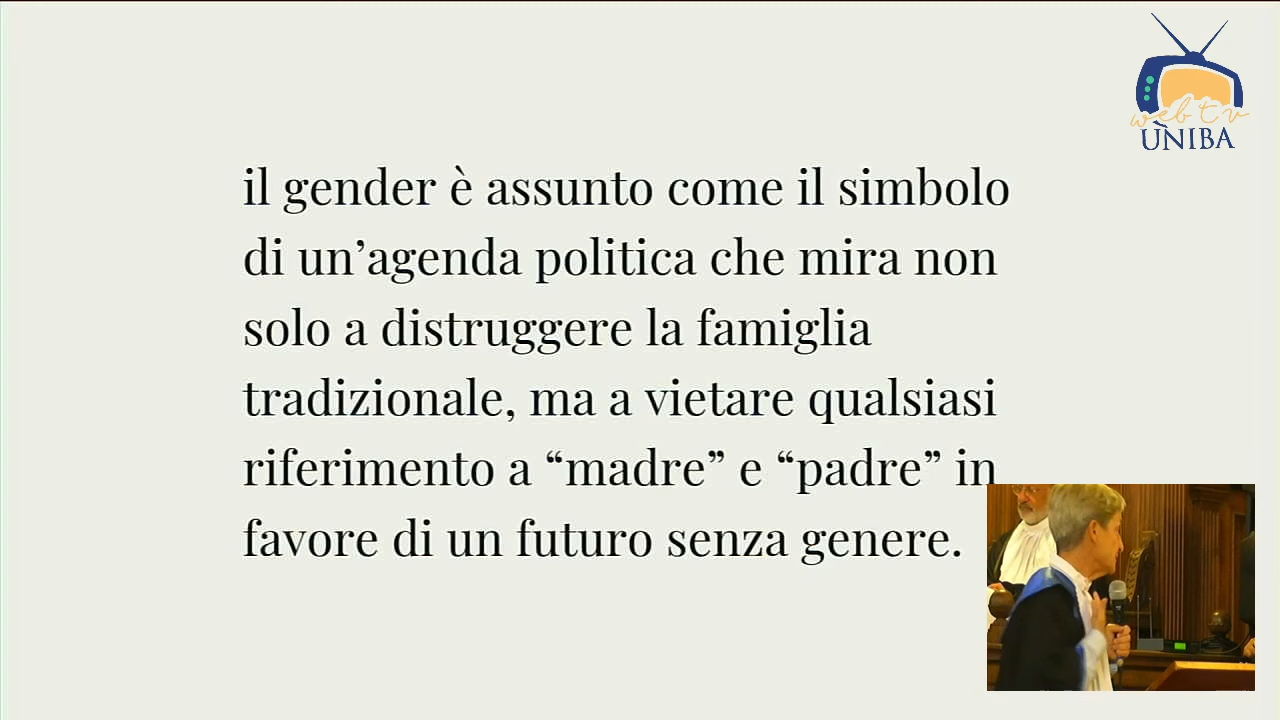 web tv
UNIBA
il gender è assunto come il simbolo
di un’agenda politica che mira non
solo a distruggere la famiglia
tradizionale, ma a vietare qualsiasi
riferimento a “madre” e “padre” in
favore di un futuro senza genere.